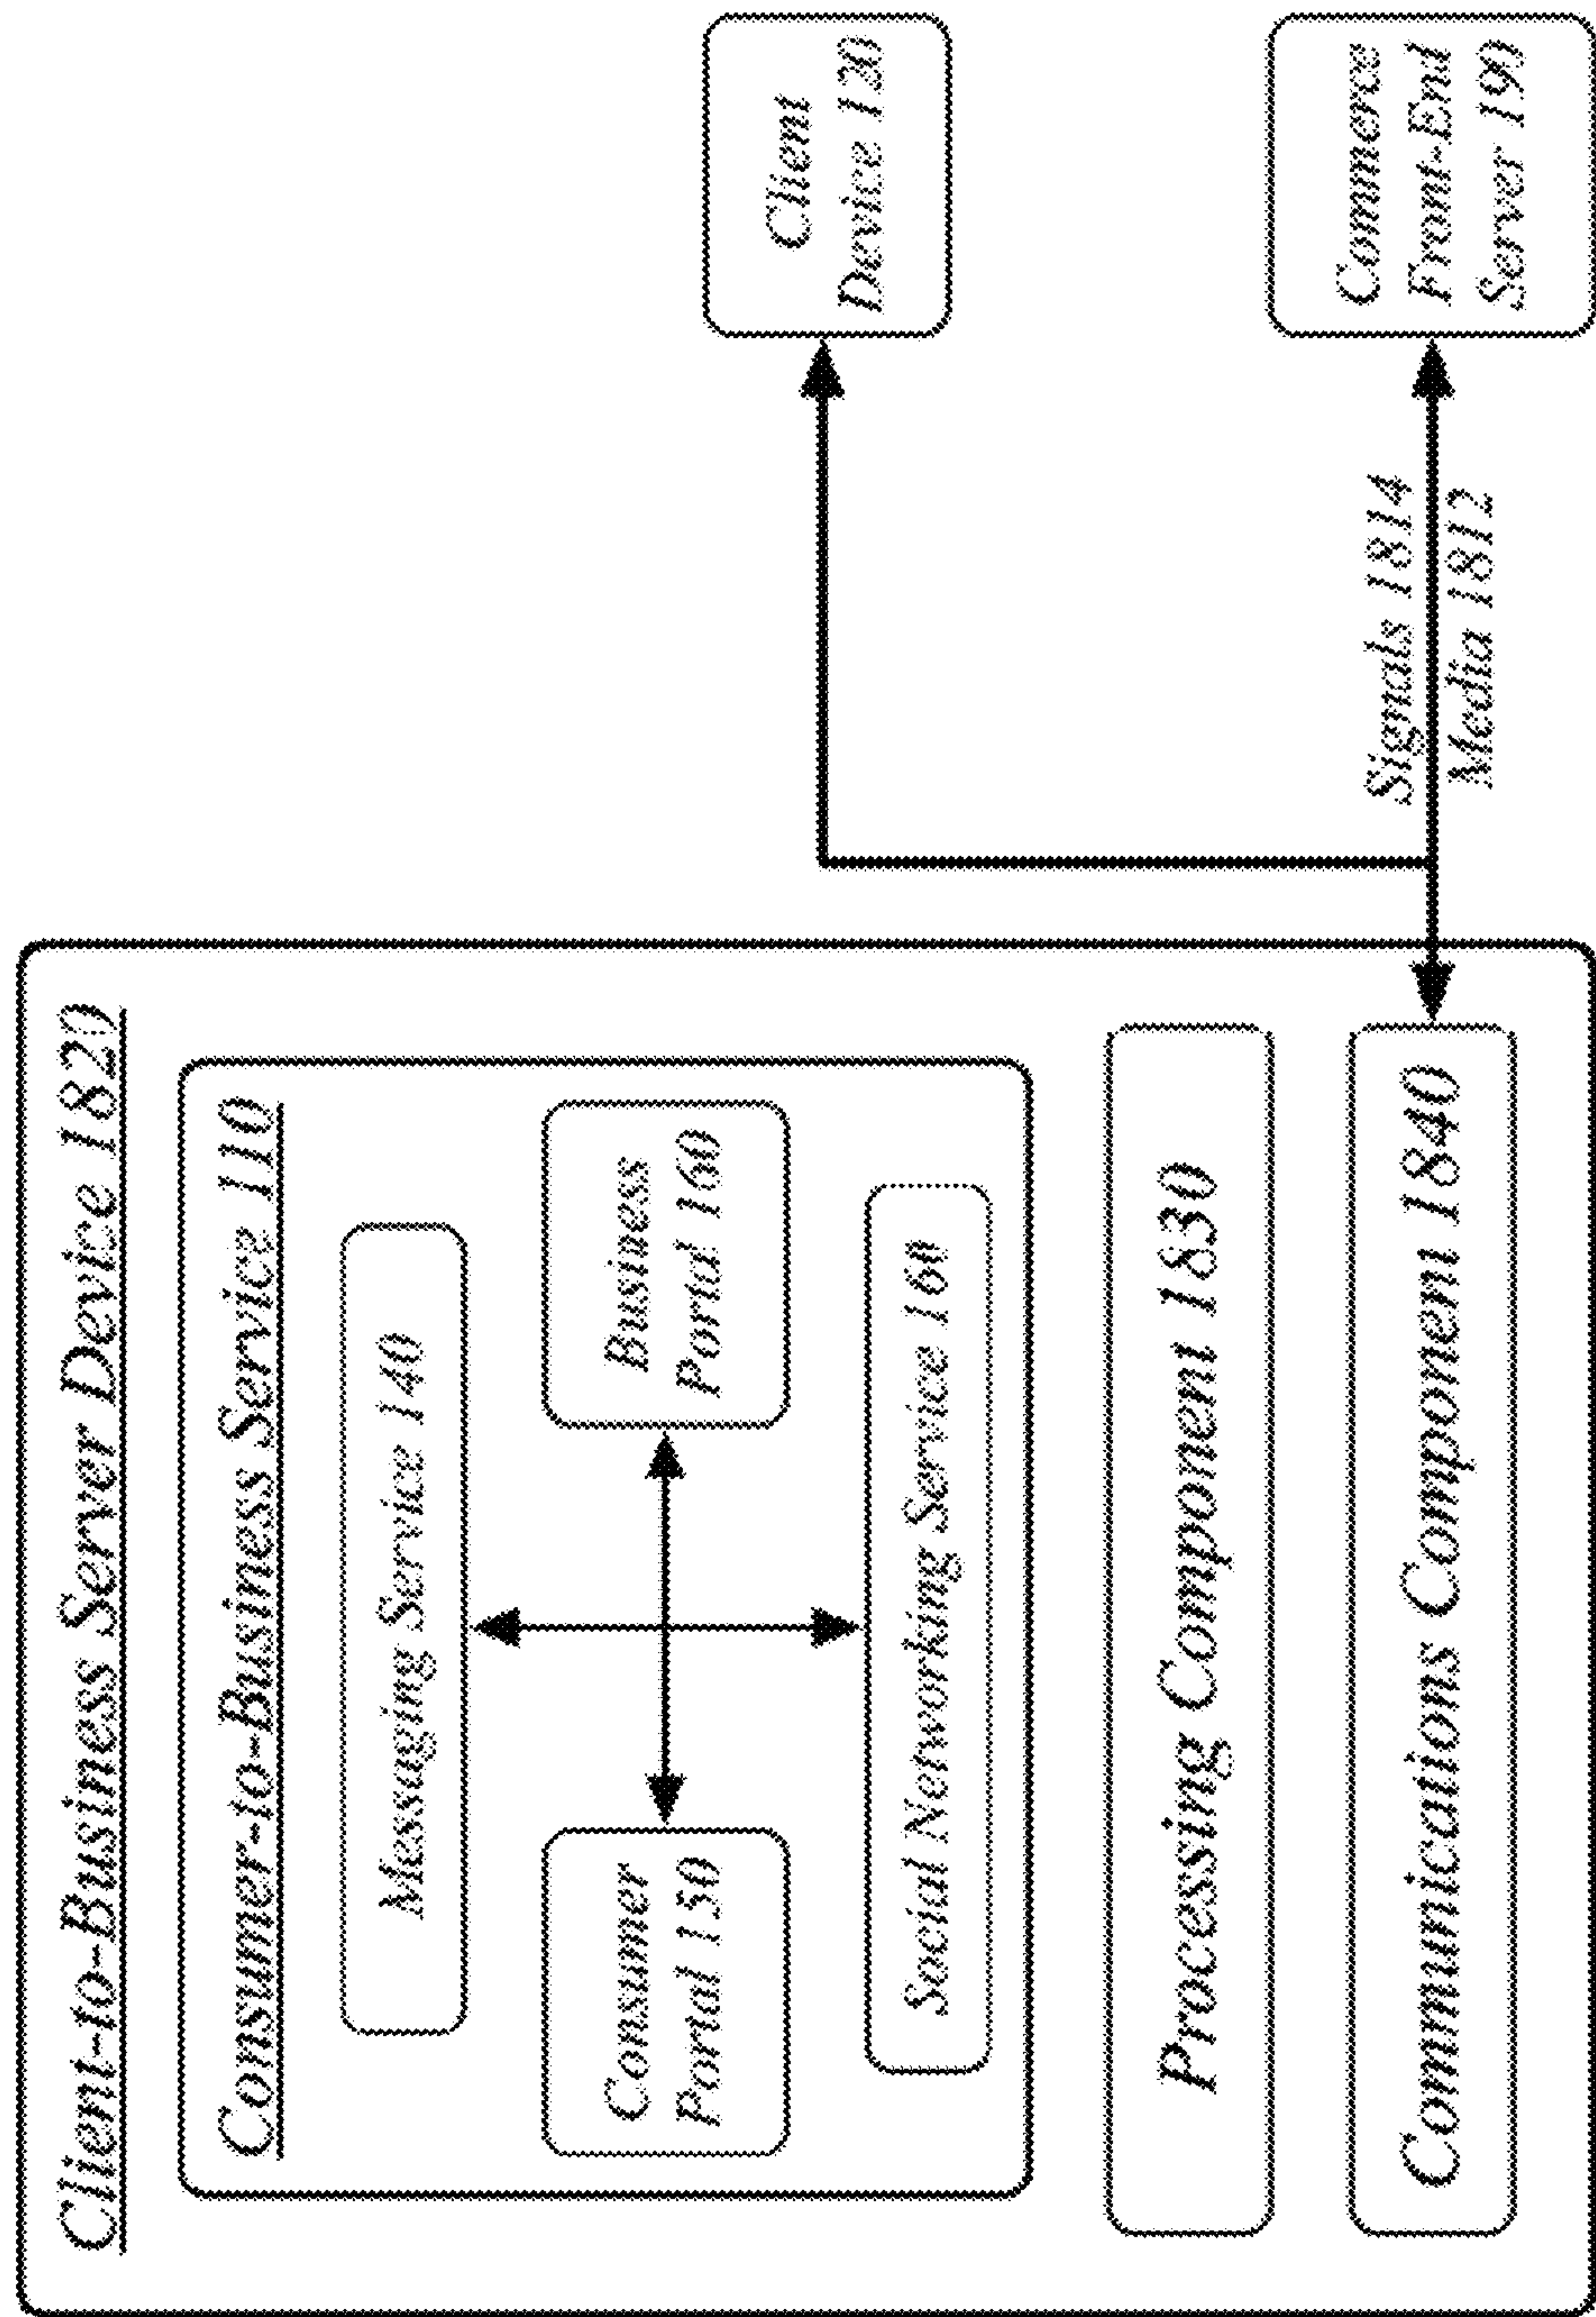 Client-to-Business Server Device 1820
Consumer-to-Business Service 110
Messaging Service 140
Consumer
Portal 150
Business
Portal 160
Social Networking Service 160
Processing Component 1830
Communications Component 1840
Signals 1814
Media 1812
Client
Device 120
Commerce
Front-End
Server 190